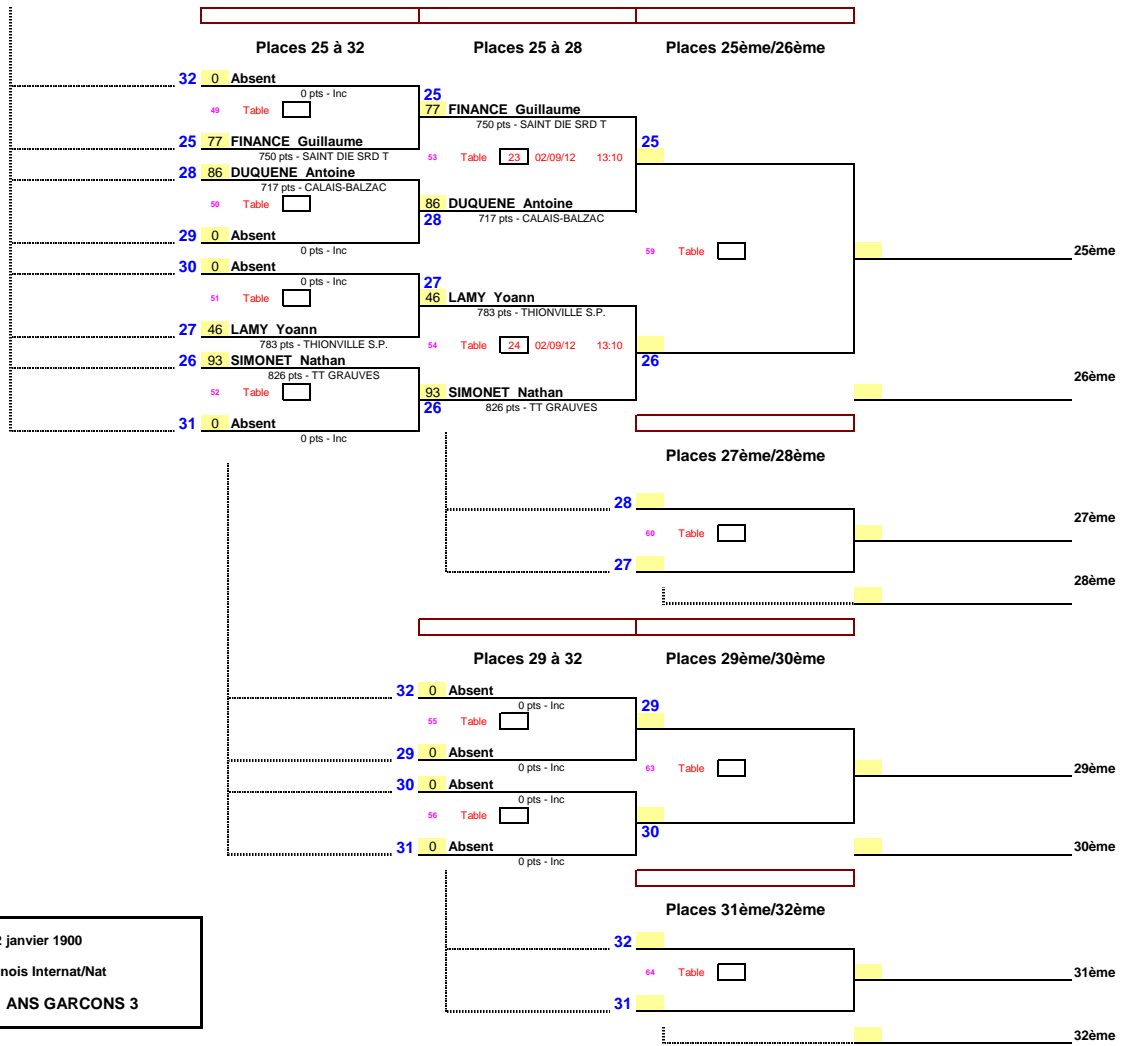 Places 25 à 32 Places 25 à 28 Places 25ème/26ème
32 0 Absent
0 pts - Inc
49 Table
25 77 FINANCE Guillaume
750 pts - SAINT DIE SRD T
28 86 DUQUENE Antoine
717 pts - CALAIS-BALZAC
50 Table
29 0 Absent
0 pts - Inc
30 0 Absent
0 pts - Inc
51 Table
27 46 LAMY Yoann
783 pts - THIONVILLE S.P.
26 93 SIMONET Nathan
826 pts - TT GRAUVES
52 Table
31 0 Absent
0 pts - Inc
25
77 FINANCE Guillaume
750 pts - SAINT DIE SRD T
53 Table 23 02/09/12 13:10
86 DUQUENE Antoine
28 717 pts - CALAIS-BALZAC
27
46 LAMY Yoann
783 pts - THIONVILLE S.P.
54 Table 24 02/09/12 13:10
93 SIMONET Nathan
26 826 pts - TT GRAUVES
25
59 Table
26
25ème
26ème
Places 27ème/28ème
28
60 Table
27
27ème
28ème
Places 29 à 32 Places 29ème/30ème
32 0 Absent
0 pts - Inc
55 Table
29 0 Absent
0 pts - Inc
30 0 Absent
0 pts - Inc
56 Table
31 0 Absent
0 pts - Inc
29
63 Table
30
29ème
30ème
Places 31ème/32ème
32
64 Table
31
31ème
32ème
janvier 1900
nois Internat/Nat
ANS GARCONS 3